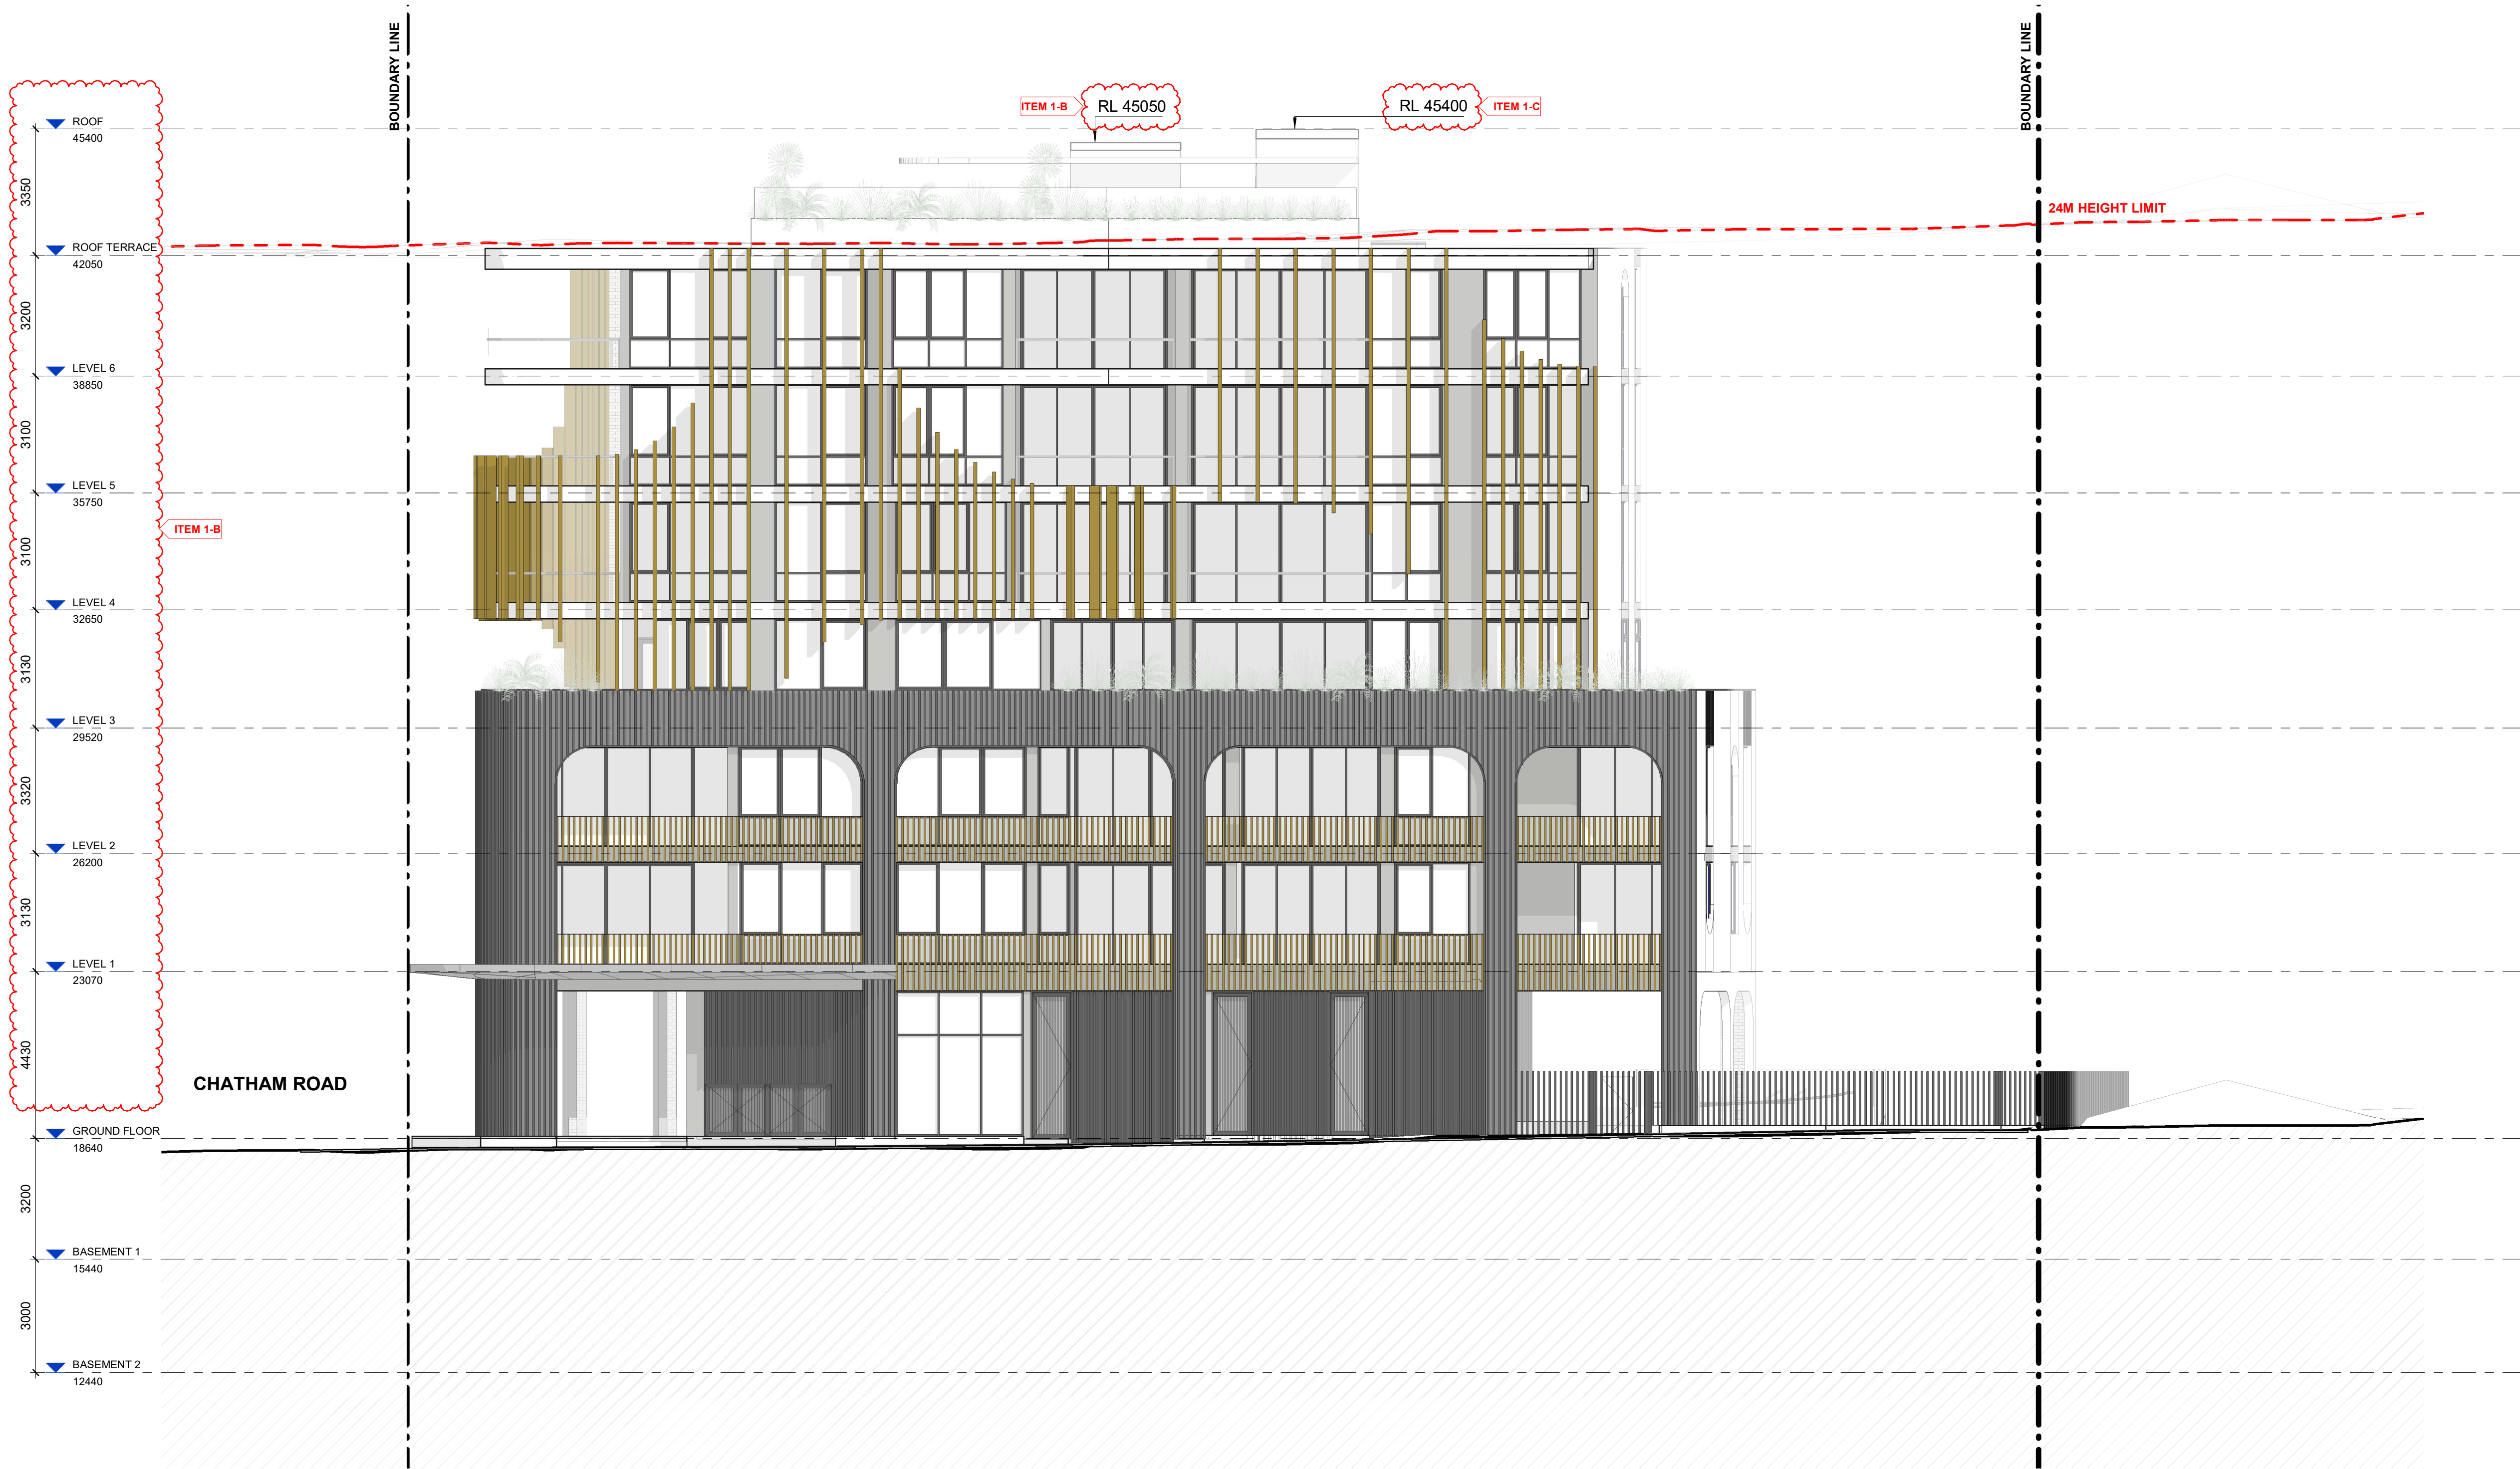 BOUNDARY LINE
BOUNDARY LINE
ITEM 1-B
RL 45050
RL 45400
ITEM 1-C
ROOF
45400
3350
24M HEIGHT LIMIT
ROOF TERRACE
42050
3200
LEVEL 6
38850
3100
LEVEL 5
35750
ITEM 1-B
3100
LEVEL 4
32650
3130
LEVEL 3
29520
3320
LEVEL 2
26200
3130
LEVEL 1
23070
4430
CHATHAM ROAD
GROUND FLOOR
18640
3200
BASEMENT 1
15440
3000
BASEMENT 2
12440